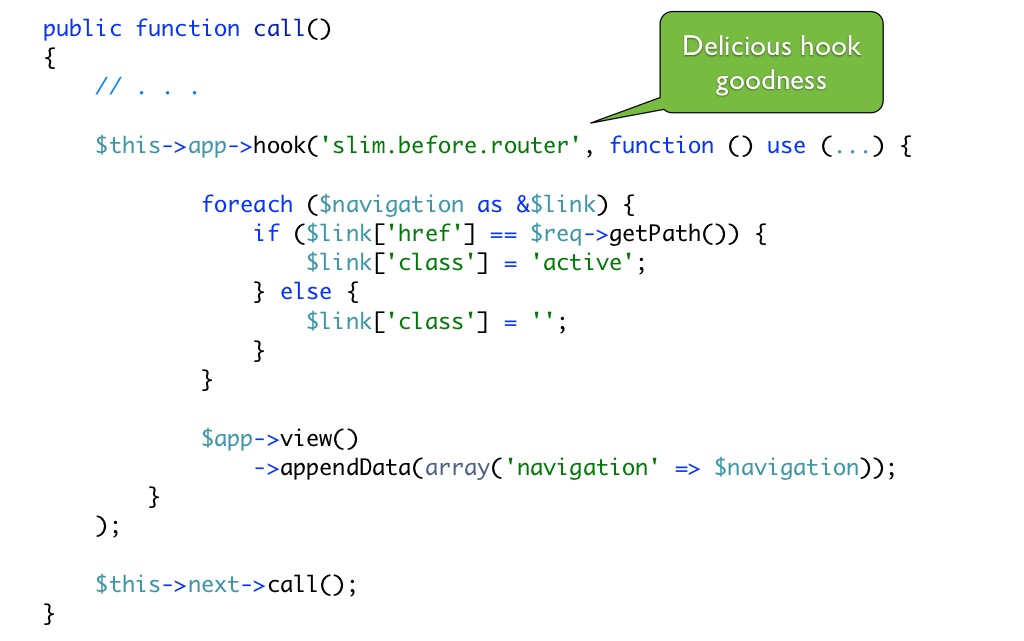 public function call()
{
    // . . .
Delicious hook
goodness
    $this->app->hook('slim.before.router', function () use (...) {
            foreach ($navigation as &$link) {
                if ($link['href'] == $req->getPath()) {
                    $link['class'] = 'active';
                } else {
                    $link['class'] = '';
                }
            }
            $app->view()
                ->appendData(array('navigation' => $navigation));
        }
    );
    $this->next->call();
}